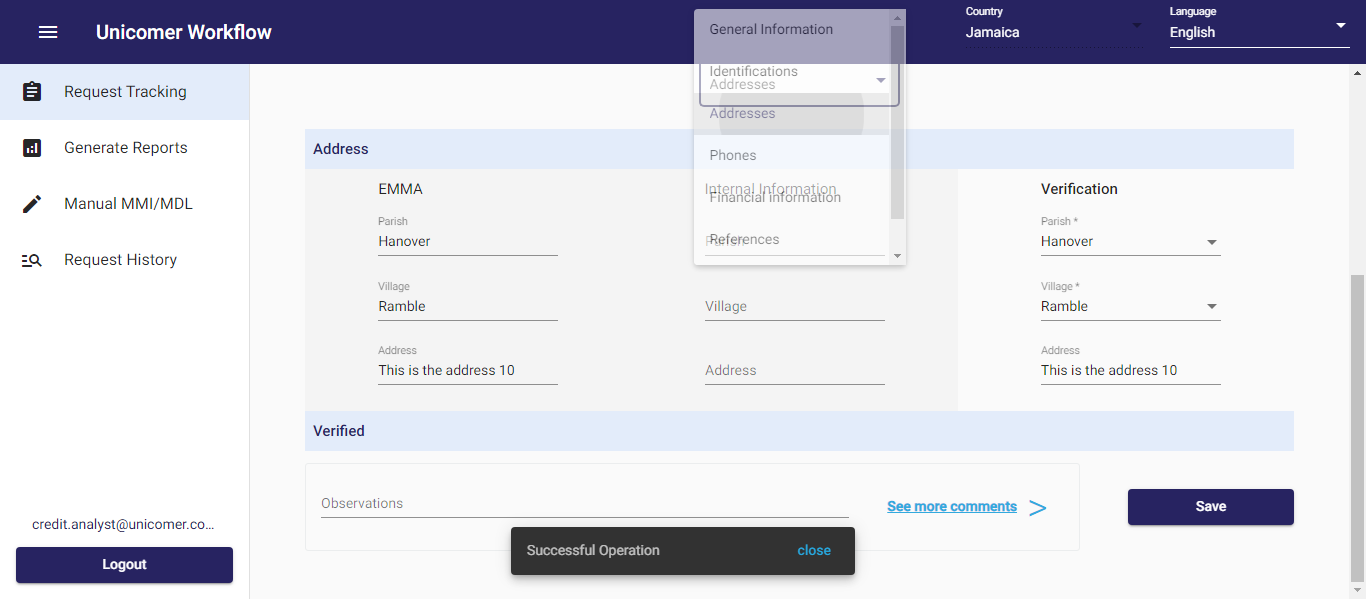 Unicomer Workflow
Country
Jamaica
Language
English
Request Tracking
Generate Reports
Manual MMI/MDL
Request History
credit.analyst@unicomer.co...
Logout
General Information
Identifications
Addresses
Addresses
Phones
Financial Information
References
Address
EMMA
Internal Information
Verification
Parish
Hanover
Parish
Parish *
Hanover
Village
Ramble
Village
Village *
Ramble
Address
This is the address 10
Address
Address
This is the address 10
Verified
Observations
See more comments >
Save
Successful Operation
close